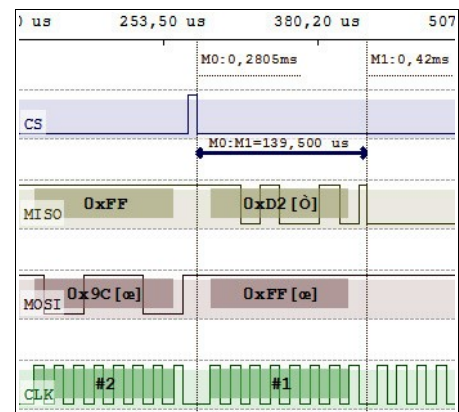 ) us 253,50 us 380,20 us 507
M0:0,2805ms M1:0,42ms
CS
M0:M1=139,500 us
MISO 0xFF 0xD2 [Ò]
MOSI 0x9C [œ] 0xFF [œ]
CLK #2 #1